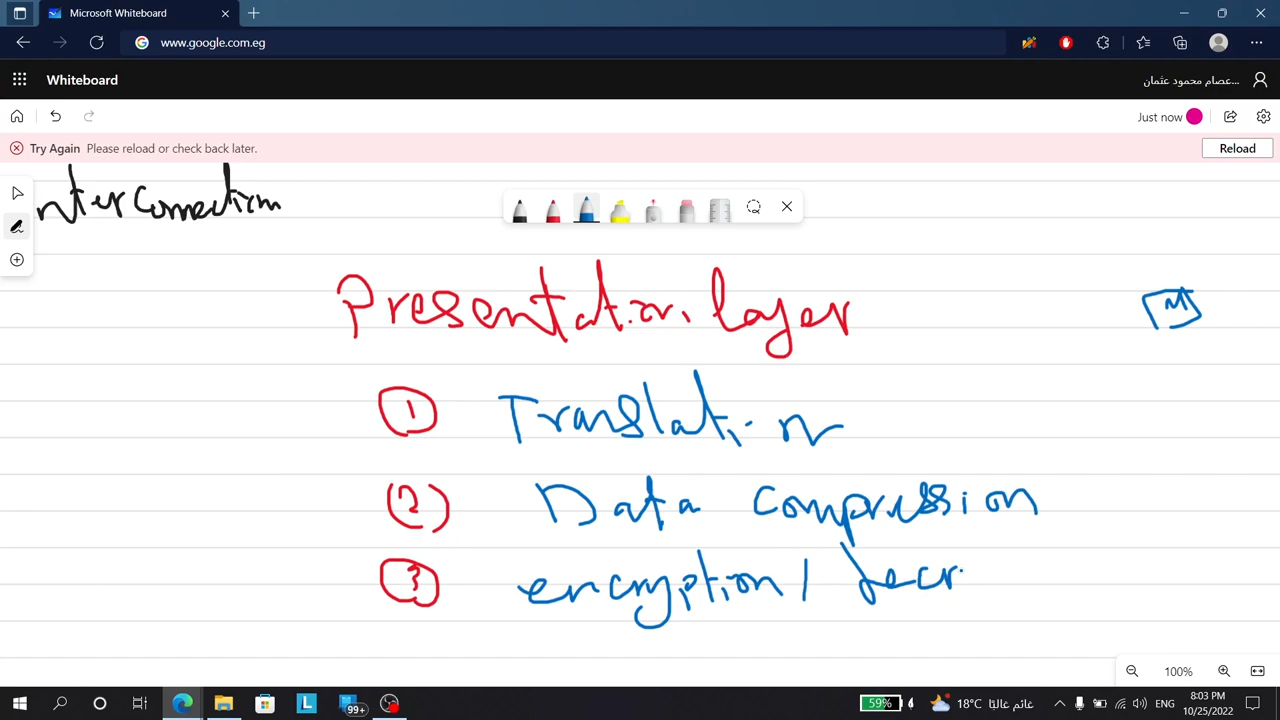 Microsoft Whiteboard
www.google.com.eg
Whiteboard
عصام محمود عثمان...
Just now
Try Again Please reload or check back later.
Reload
nterConnection
Presentation layer
1 Translation
(2) Data Compression
3 encryption / decr
M
100%
L
99+
59%
18°C غائم غالبًا
ENG
8:03 PM
10/25/2022